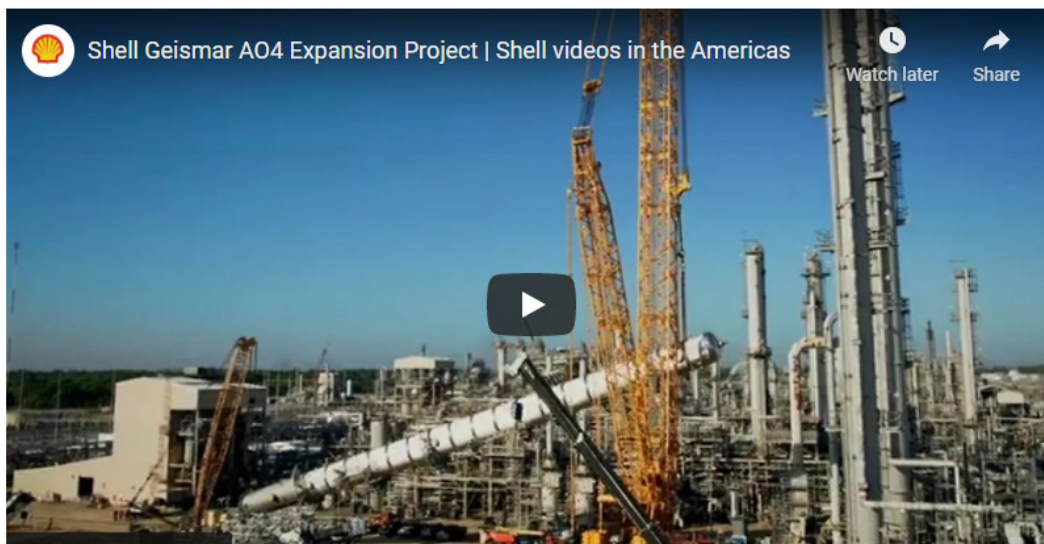 Shell Geismar AO4 Expansion Project | Shell videos in the Americas
Watch later
Share